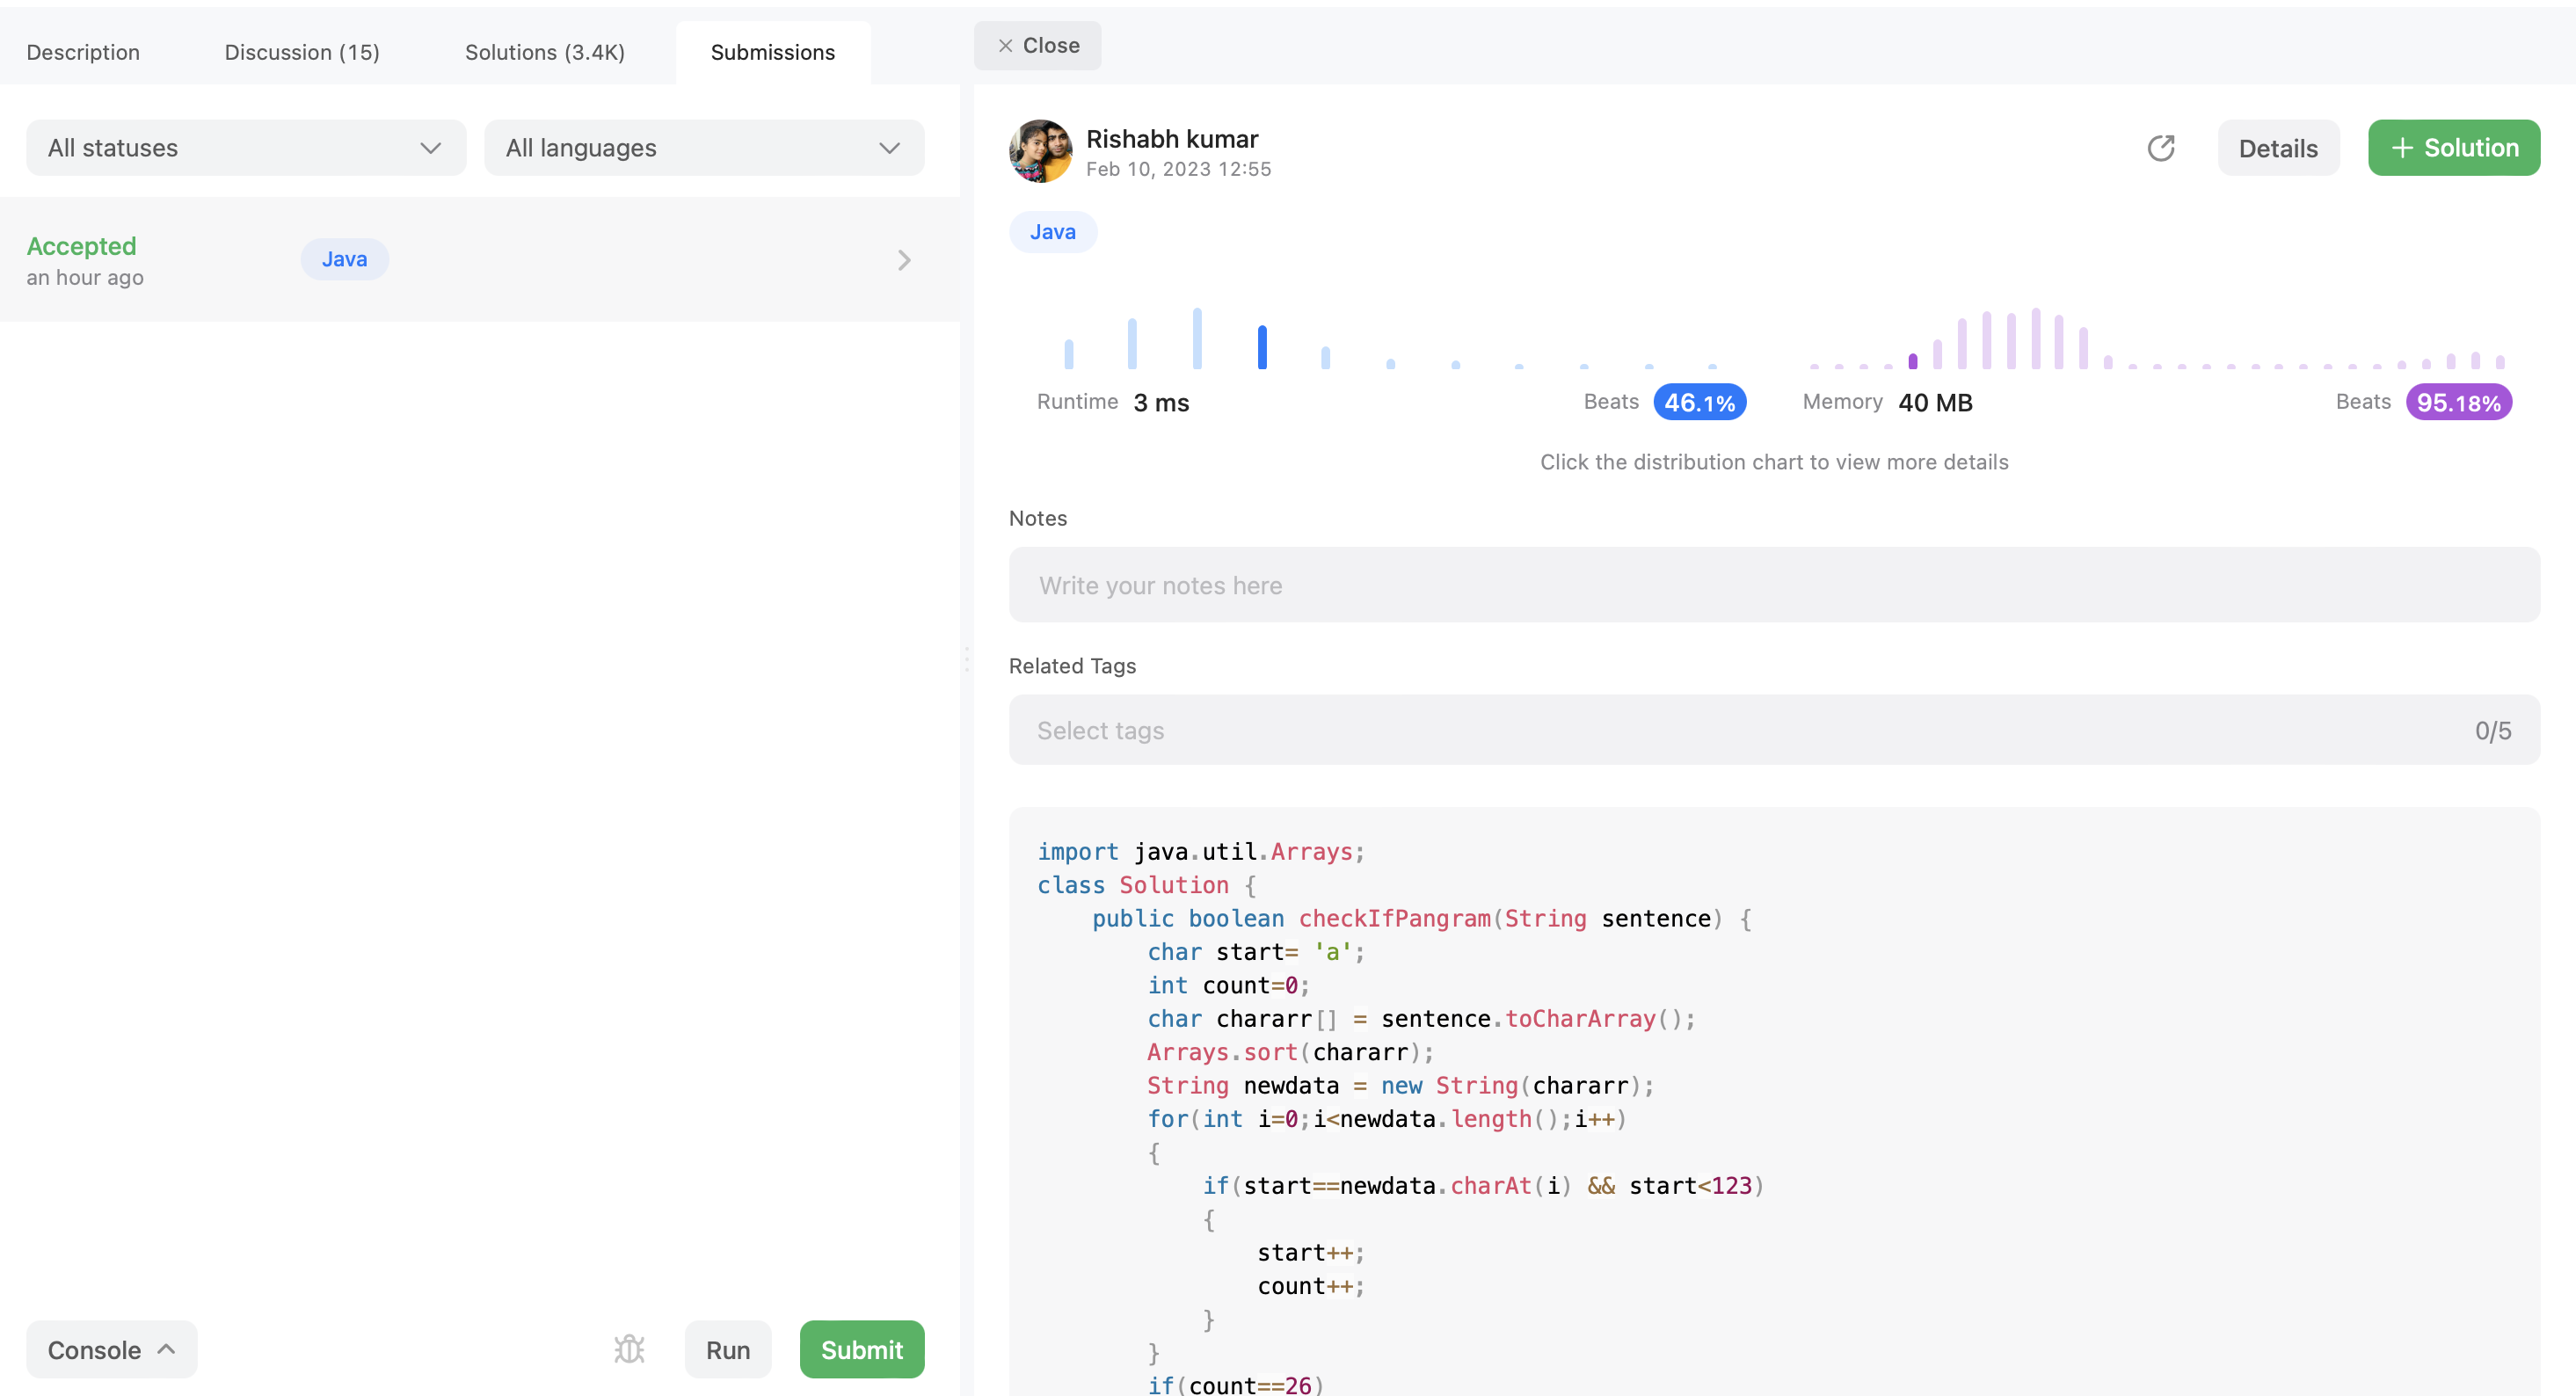 Description
Discussion (15)
Solutions (3.4K)
Submissions
Close
All statuses
All languages
Accepted
Java
an hour ago
Rishabh kumar
Feb 10, 2023 12:55
Details
+ Solution
Java
Runtime 3 ms
Beats 46.1%
Memory 40 MB
Beats 95.18%
Click the distribution chart to view more details
Notes
Write your notes here
Related Tags
Select tags
0/5
import java.util.Arrays;
class Solution {
    public boolean checkIfPangram(String sentence) {
        char start= 'a';
        int count=0;
        char chararr[] = sentence.toCharArray();
        Arrays.sort(chararr);
        String newdata = new String(chararr);
        for(int i=0;i<newdata.length();i++)
        {
            if(start==newdata.charAt(i) && start<123)
            {
                start++;
                count++;
            }
        }
        if(count==26)
Console
Run
Submit